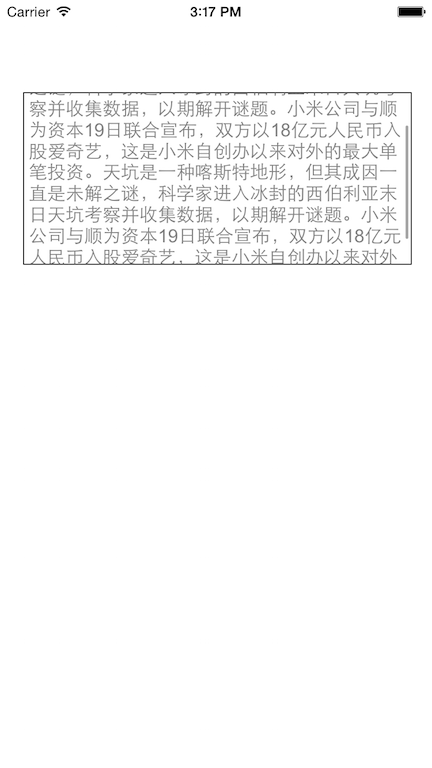 Carrier 3:17 PM
察并收集数据，以期解开谜题。小米公司与顺
为资本19日联合宣布，双方以18亿元人民币入
股爱奇艺，这是小米自创办以来对外的最大单
笔投资。天坑是一种喀斯特地形，但其成因一
直是未解之谜，科学家进入冰封的西伯利亚末
日天坑考察并收集数据，以期解开谜题。小米
公司与顺为资本19日联合宣布，双方以18亿元
人民币入股爱奇艺，这是小米自创办以来对外